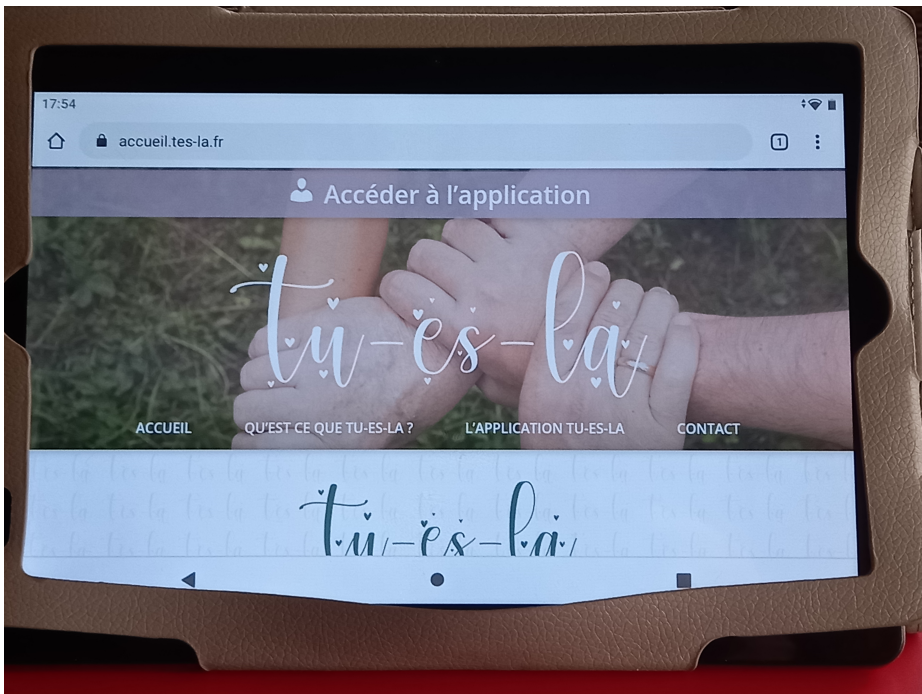 17:54
accueil.tes-la.fr
1
Accéder à l'application
tu-es-la
ACCUEIL QU'EST CE QUE TU-ES-LA ? L'APPLICATION TU-ES-LA CONTACT
tu-es-la